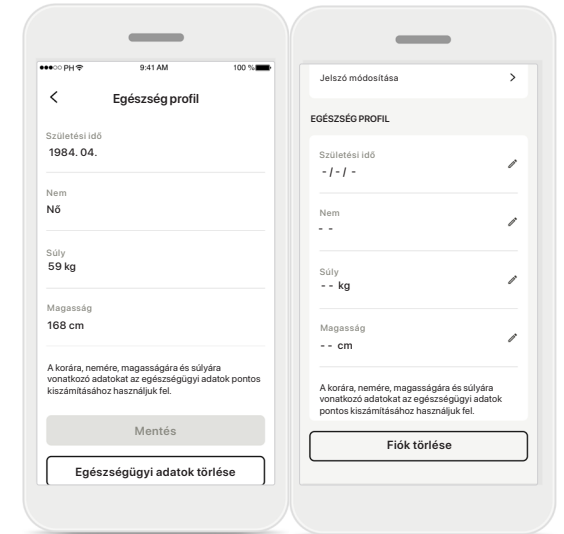 PH
9:41 AM
100 %
Egészség profil
Születési idő
1984. 04.
Nem
Nő
Súly
59 kg
Magasság
168 cm
A korára, nemére, magasságára és súlyára
vonatkozó adatokat az egészségügyi adatok pontos
kiszámításához használjuk fel.
Mentés
Egészségügyi adatok törlése
Jelszó módosítása
EGÉSZSÉG PROFIL
Születési idő
- / - / -
Nem
- -
Súly
- - kg
Magasság
- - cm
A korára, nemére, magasságára és súlyára
vonatkozó adatokat az egészségügyi adatok
pontos kiszámításához használjuk fel.
Fiók törlése